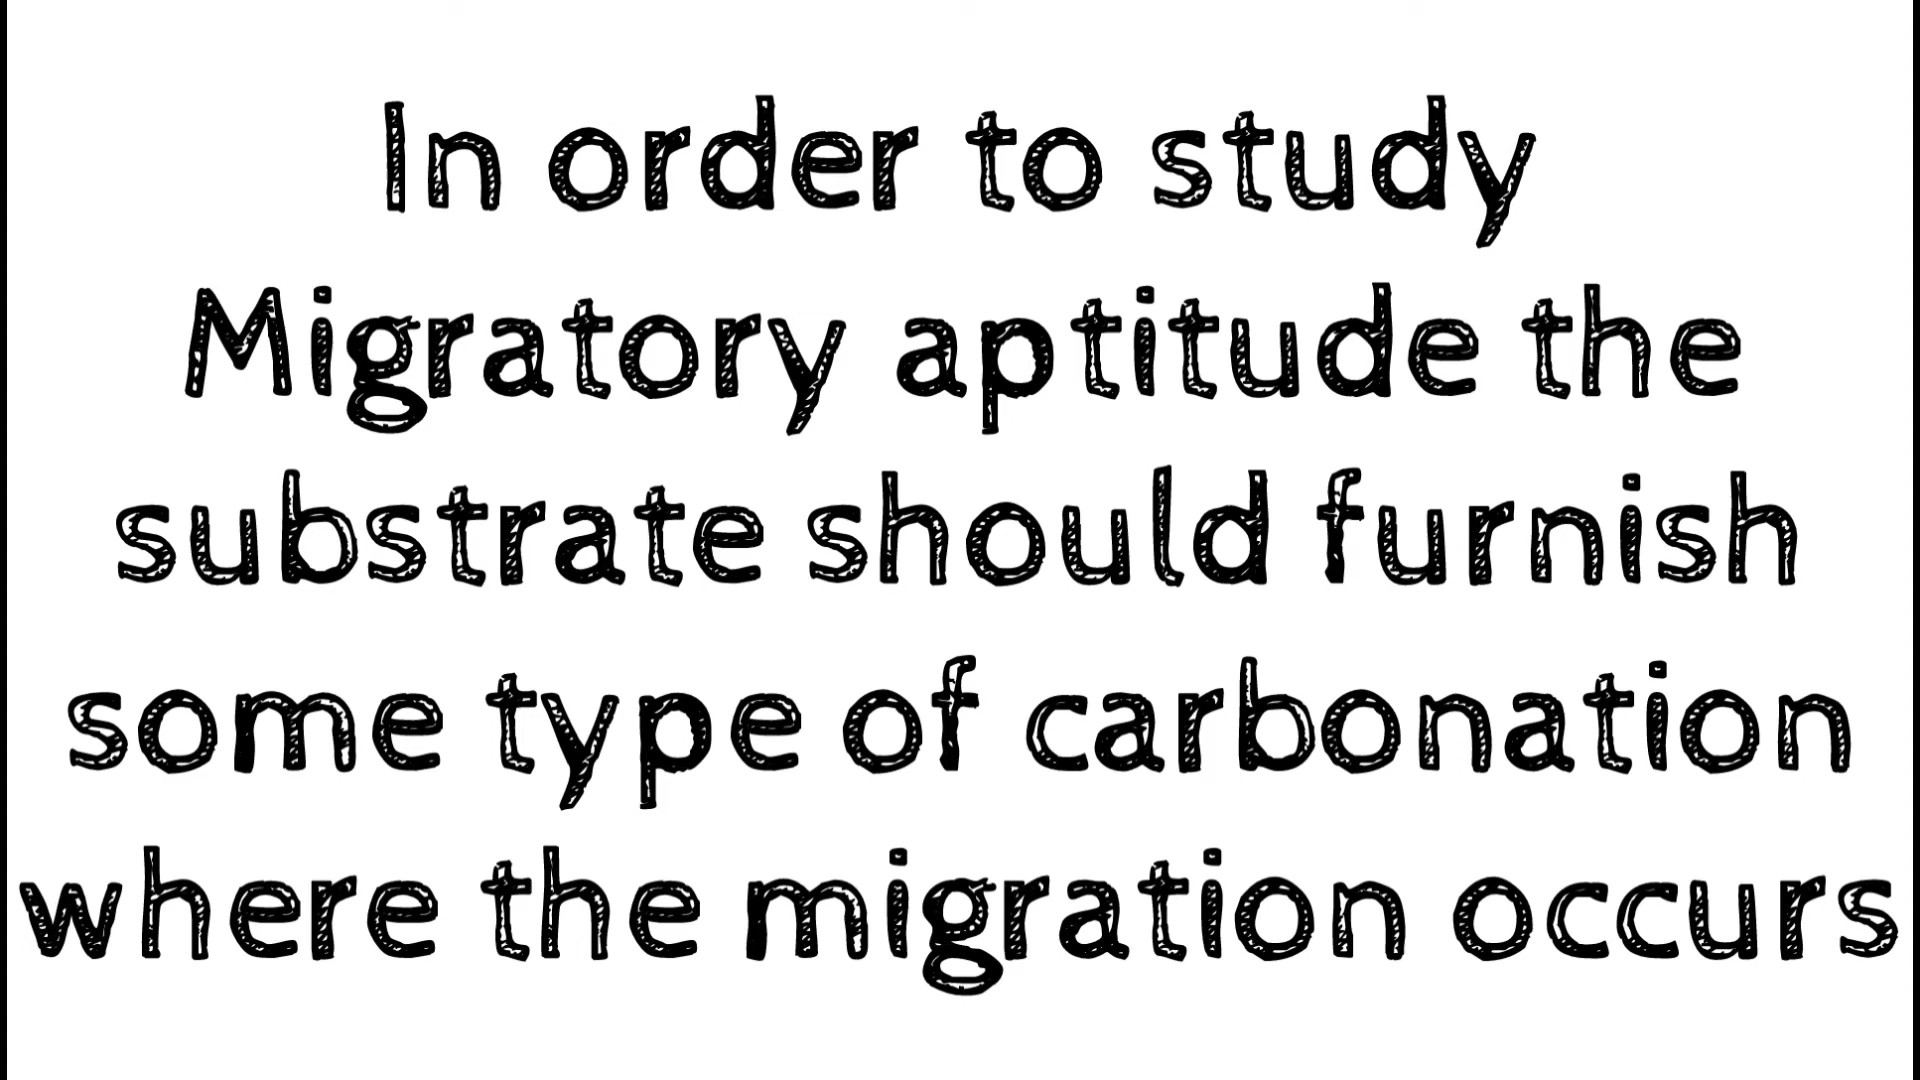 In order to study
Migratory aptitude the
substrate should furnish
some type of carbonation
where the migration occurs